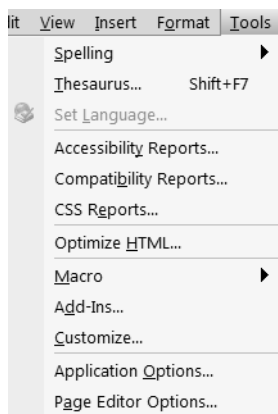 lit View Insert Format Tools
Spelling
Thesaurus... Shift+F7
Set Language...
Accessibility Reports...
Compatibility Reports...
CSS Reports...
Optimize HTML...
Macro
Add-Ins...
Customize...
Application Options...
Page Editor Options...